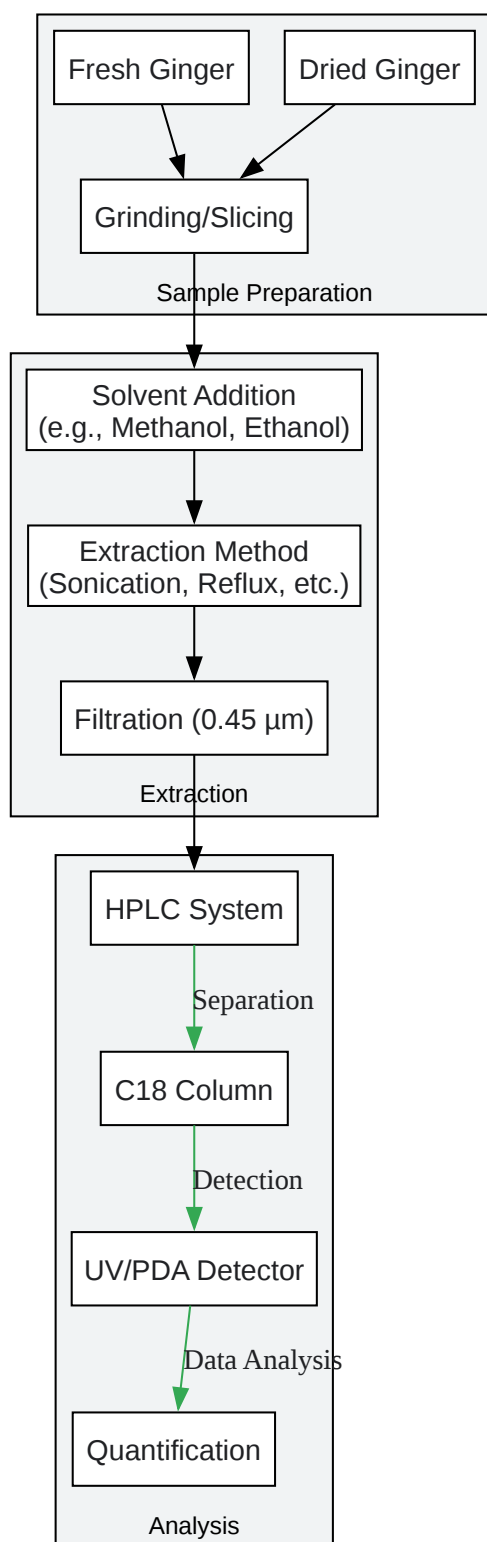 Fresh Ginger
Dried Ginger
Grinding/Slicing
Sample Preparation
Solvent Addition
(e.g., Methanol, Ethanol)
Extraction Method
(Sonication, Reflux, etc.)
Filtration (0.45 µm)
Extraction
HPLC System
Separation
C18 Column
Detection
UV/PDA Detector
Data Analysis
Quantification
Analysis